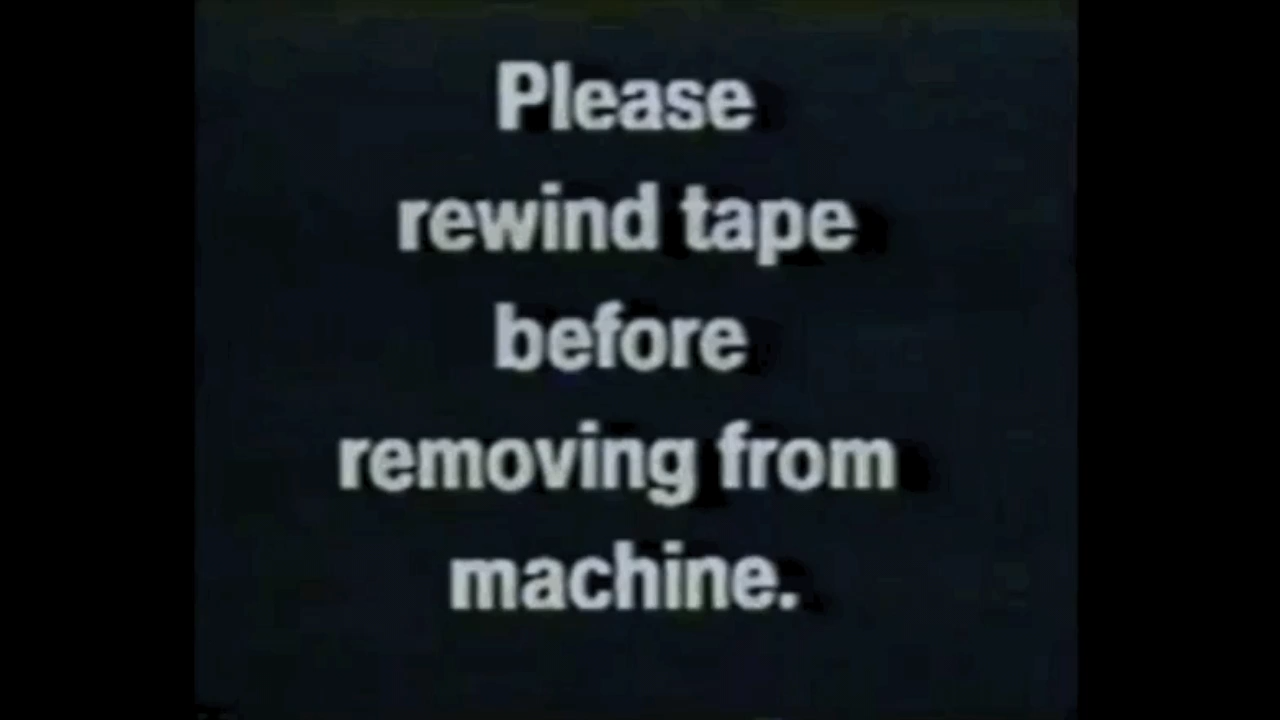 Please
rewind tape
before
removing from
machine.